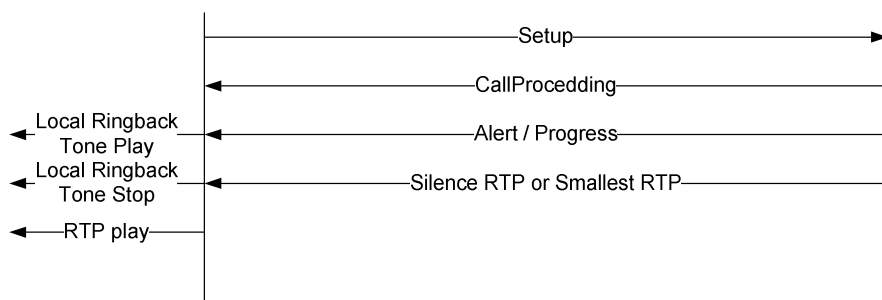 Setup
CallProcedding
Local Ringback
Tone Play
Alert / Progress
Local Ringback
Tone Stop
Silence RTP or Smallest RTP
RTP play